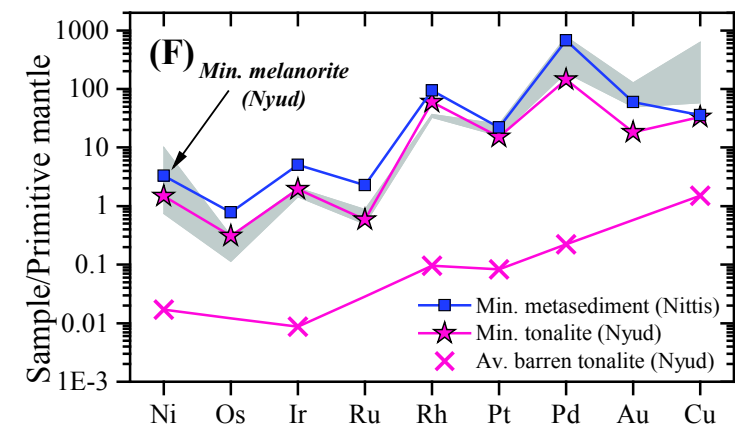 (F)
Min. melanorite
(Nyud)
Sample/Primitive mantle
1000
100
10
1
0.1
0.01
1E-3
Min. metasediment (Nittis)
Min. tonalite (Nyud)
Av. barren tonalite (Nyud)
Ni Os Ir Ru Rh Pt Pd Au Cu